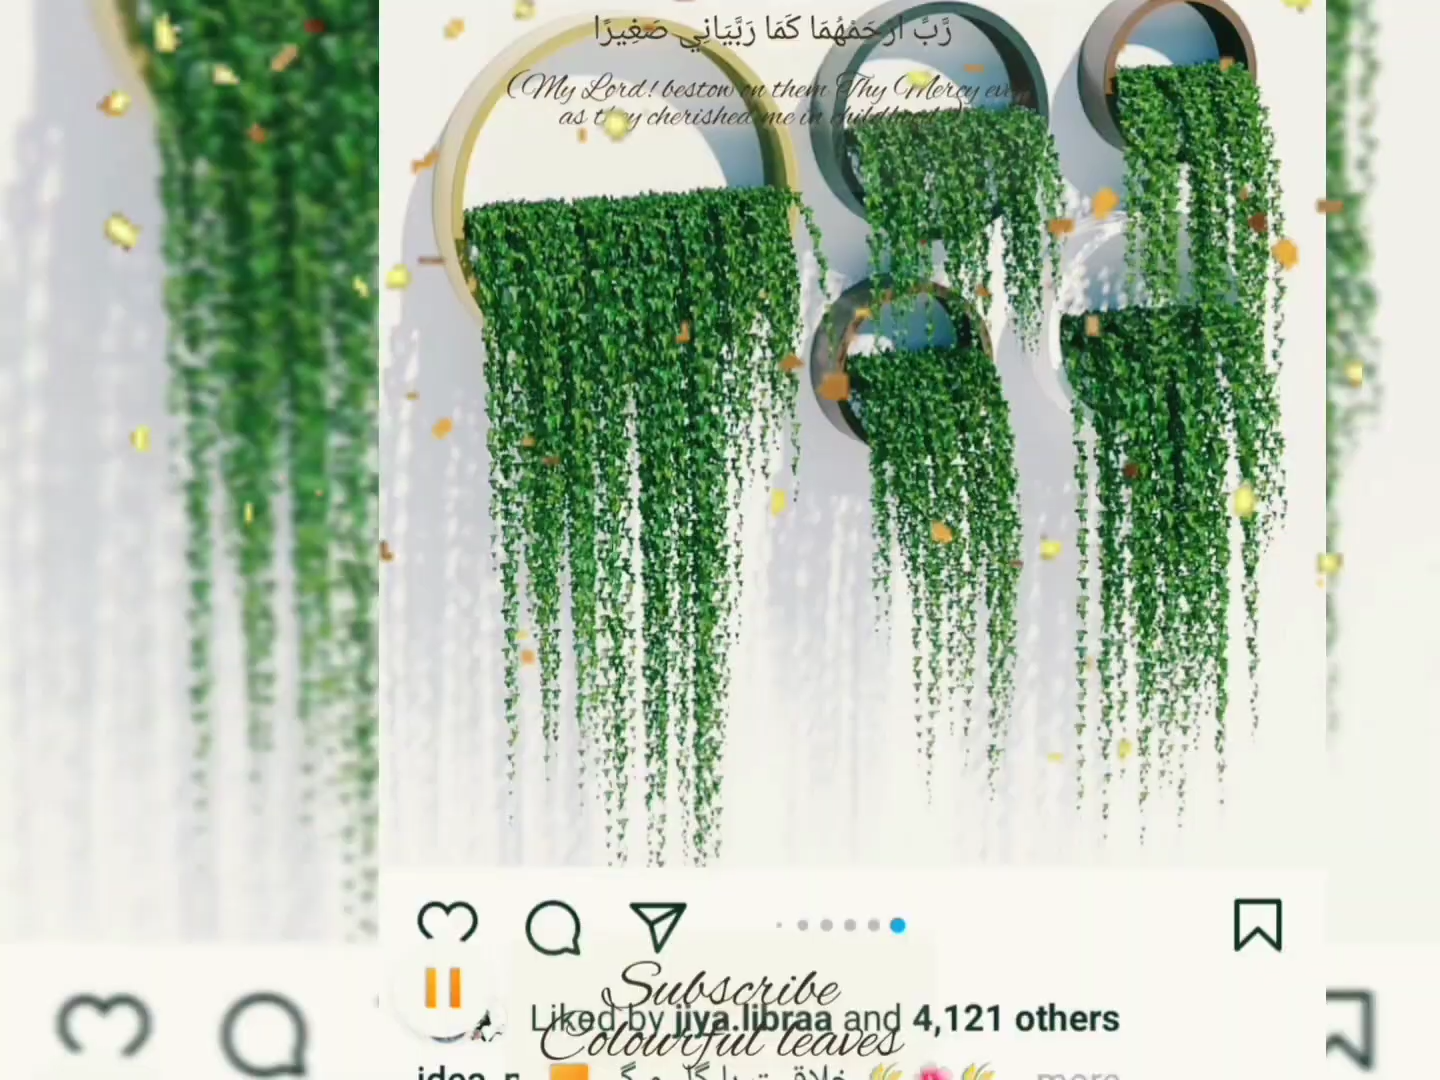 رَّبِّ ارْحَمْهُمَا كَمَا رَبَّيَانِي صَغِيرًا
(My Lord! bestow on them Thy Mercy even
as they cherished me in childhood
Subscribe
Liked by jiya.libraa and 4,121 others
Colourful leaves
more